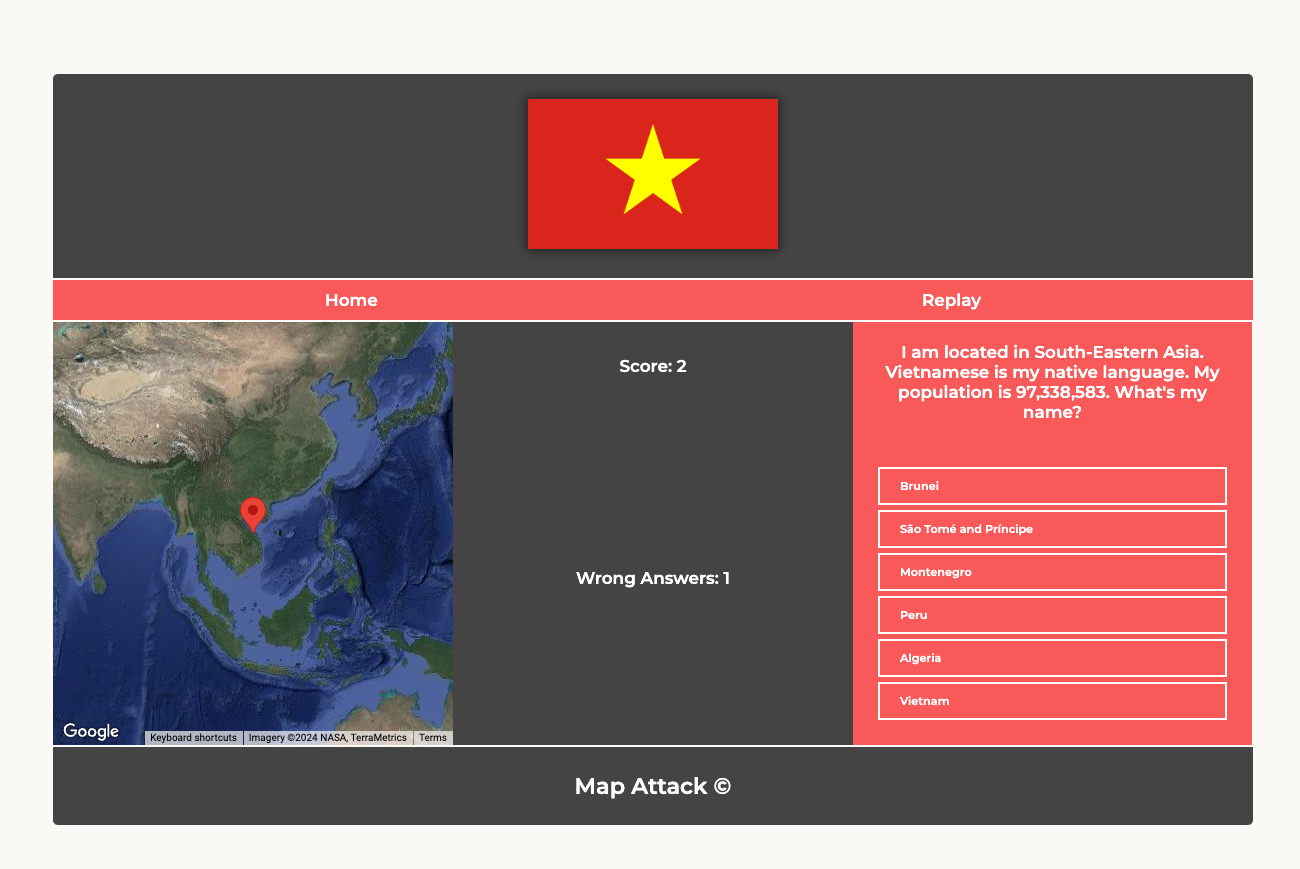 Home
Replay
Score: 2
Wrong Answers: 1
I am located in South-Eastern Asia.
Vietnamese is my native language. My
population is 97,338,583. What's my
name?
Brunei
São Tomé and Príncipe
Montenegro
Peru
Algeria
Vietnam
Google
Keyboard shortcuts
Imagery ©2024 NASA, TerraMetrics
Terms
Map Attack ©